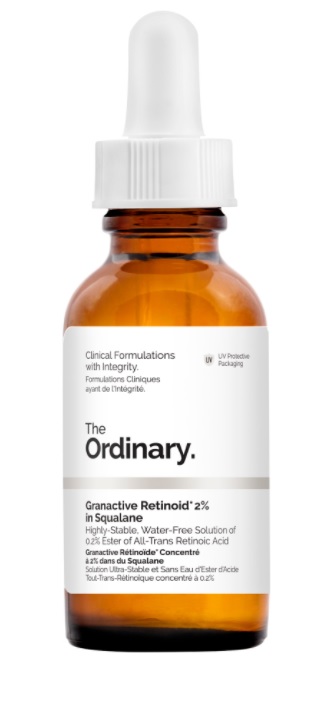 Clinical Formulations
with Integrity.
Formulations Cliniques
ayant de l'Intégrité.
UV
UV Protective
Packaging
The
Ordinary.
Granactive Retinoid* 2%
in Squalane
Highly-Stable, Water-Free Solution of
0.2% Ester of All-Trans Retinoic Acid
Granactive Rétinoïde* Concentré
à 2% dans du Squalane
Solution Ultra-Stable et Sans Eau d'Ester d'Acide
Tout-Trans-Rétinoïque concentré à 0.2%